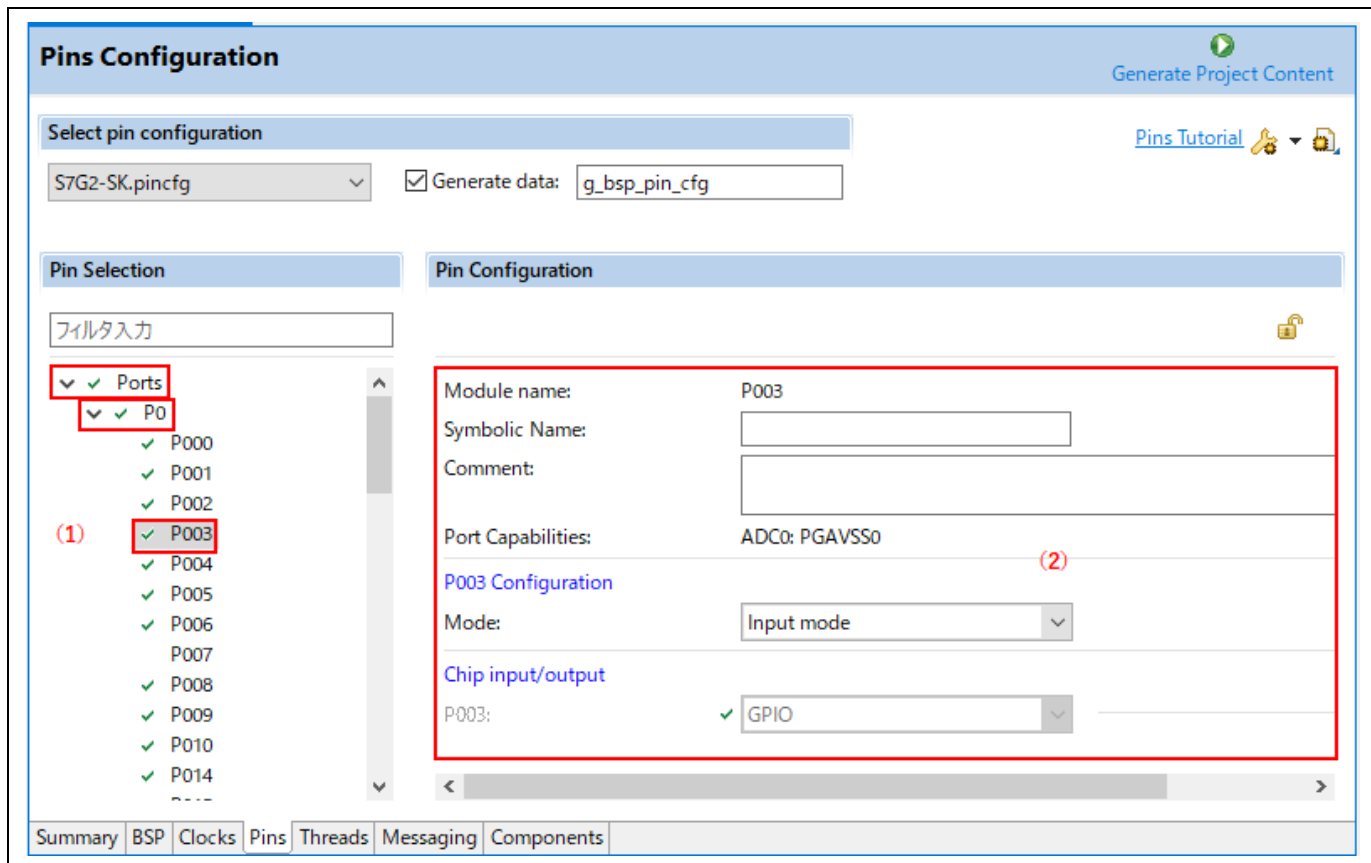 Pins Configuration
Generate Project Content
Select pin configuration
Pins Tutorial
S7G2-SK.pincfg
Generate data:
g_bsp_pin_cfg
Pin Selection
Pin Configuration
フィルタ入力
Ports
P0
P000
P001
P002
(1)
P003
P004
P005
P006
P007
P008
P009
P010
P014
Module name:
P003
Symbolic Name:
Comment:
Port Capabilities:
ADC0: PGAVSS0
(2)
P003 Configuration
Mode:
Input mode
Chip input/output
P003:
GPIO
Summary
BSP
Clocks
Pins
Threads
Messaging
Components